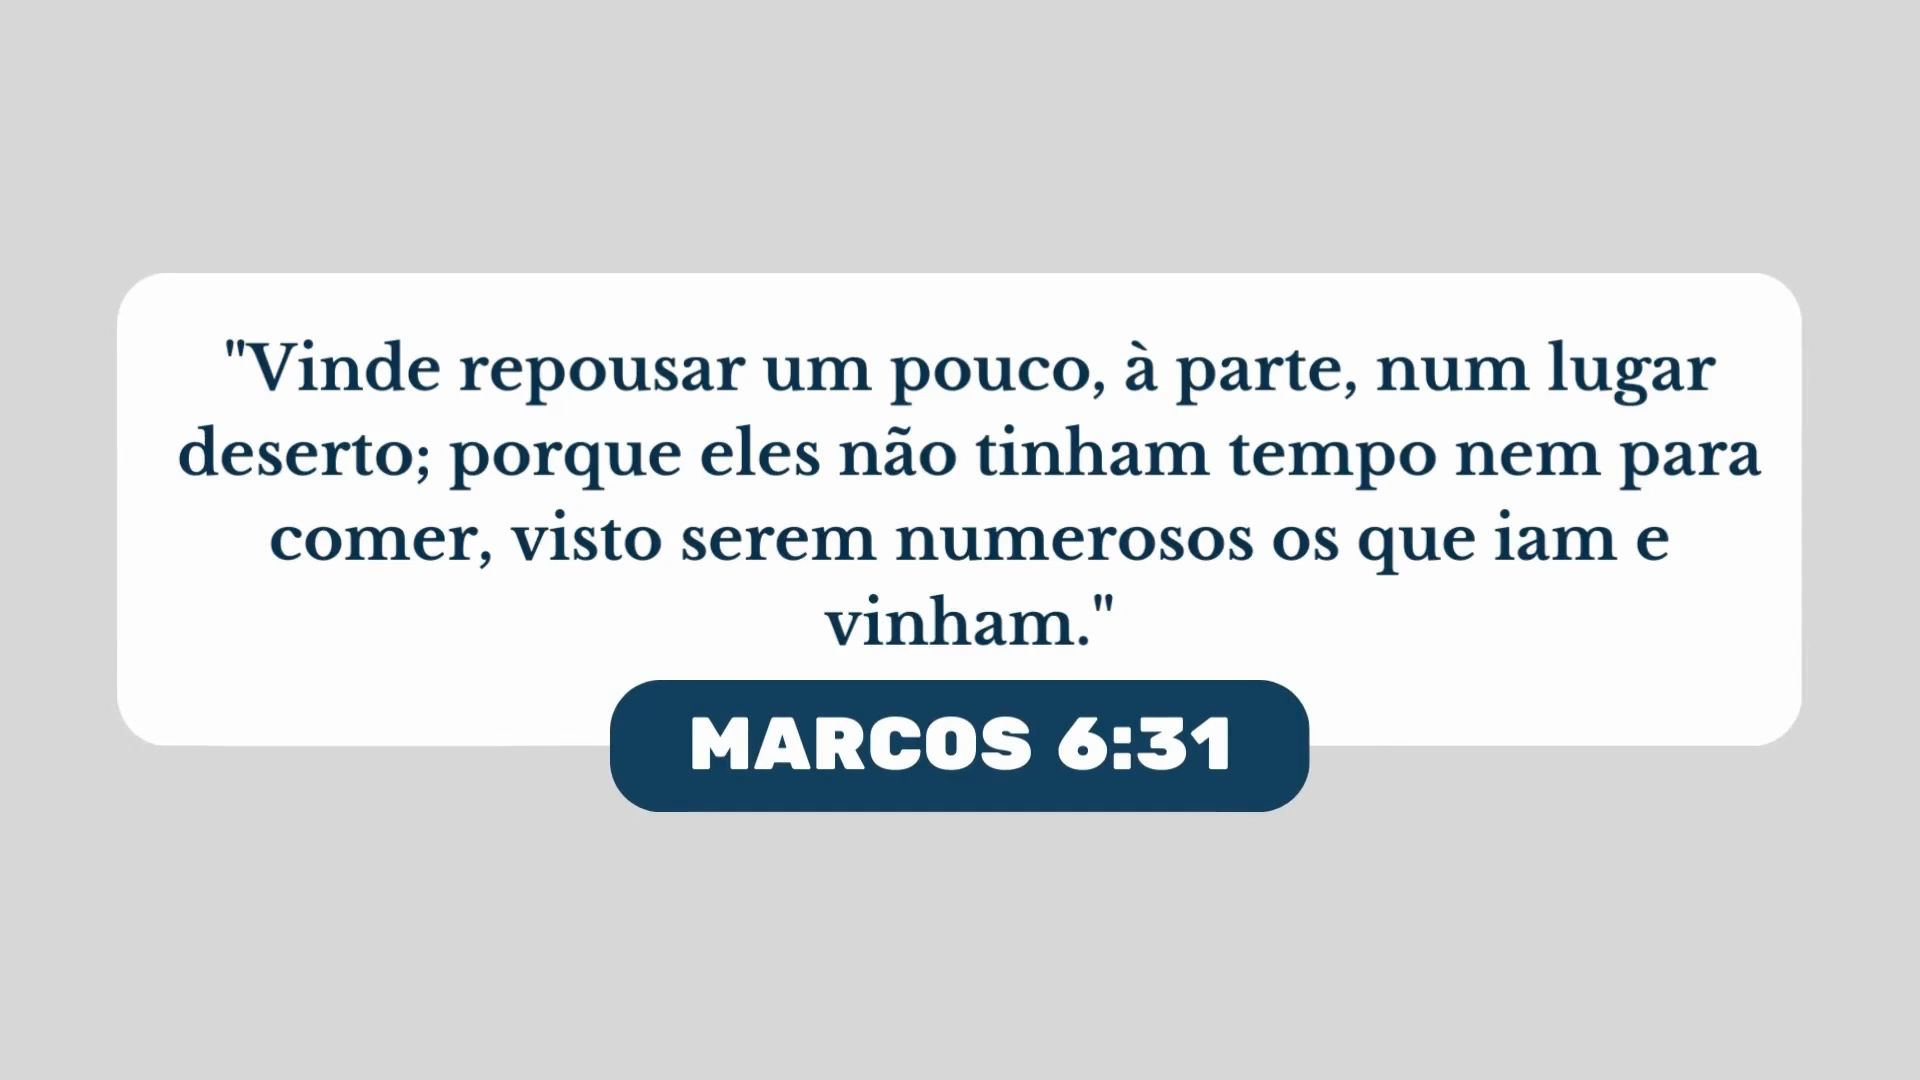 "Vinde repousar um pouco, à parte, num lugar
deserto; porque eles não tinham tempo nem para
comer, visto serem numerosos os que iam e
vinham."
MARCOS 6:31